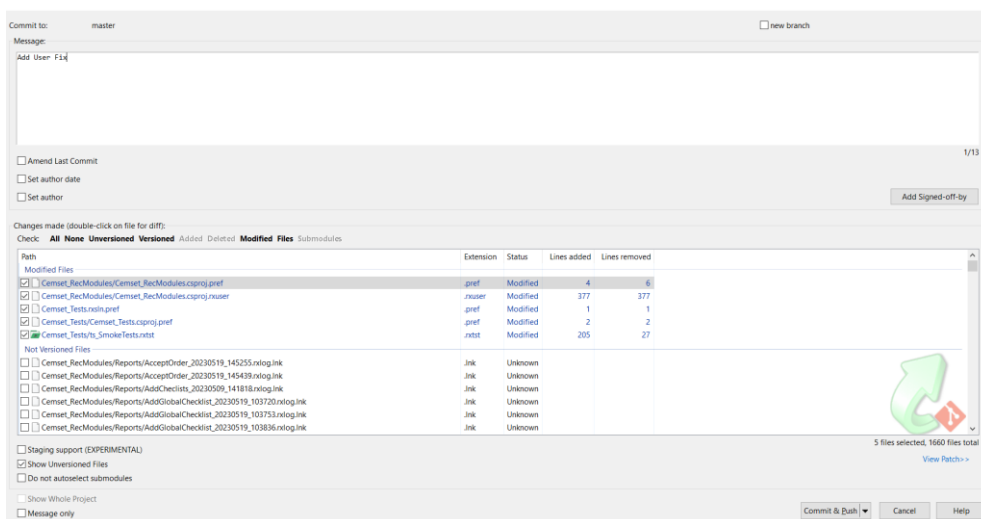 Commit to: master new branch
Message:
Add User Fix
1/13
Amend Last Commit
Set author date
Set author Add Signed-off-by
Changes made (double-click on file for diff):
Check: All None Unversioned Versioned Added Deleted Modified Files Submodules
Path Extension Status Lines added Lines removed
Modified Files
Cemset_RecModules/Cemset_RecModules.csproj.pref .pref Modified 4 6
Cemset_RecModules/Cemset_RecModules.csproj.rxuser .rxuser Modified 377 377
Cemset_Tests.rxsln.pref .pref Modified 1 1
Cemset_Tests/Cemset_Tests.csproj.pref .pref Modified 2 2
Cemset_Tests/ts_SmokeTests.rxtst .rxtst Modified 205 27
Not Versioned Files
Cemset_RecModules/Reports/AcceptOrder_20230519_145255.rxlog.lnk .lnk Unknown
Cemset_RecModules/Reports/AcceptOrder_20230519_145439.rxlog.lnk .lnk Unknown
Cemset_RecModules/Reports/AddCheclists_20230509_141818.rxlog.lnk .lnk Unknown
Cemset_RecModules/Reports/AddGlobalChecklist_20230519_103720.rxlog.lnk .lnk Unknown
Cemset_RecModules/Reports/AddGlobalChecklist_20230519_103753.rxlog.lnk .lnk Unknown
Cemset_RecModules/Reports/AddGlobalChecklist_20230519_103836.rxlog.lnk .lnk Unknown
5 files selected, 1660 files total
Staging support (EXPERIMENTAL)
View Patch>>
Show Unversioned Files
Do not autoselect submodules
Show Whole Project
Message only
Commit & Push Cancel Help